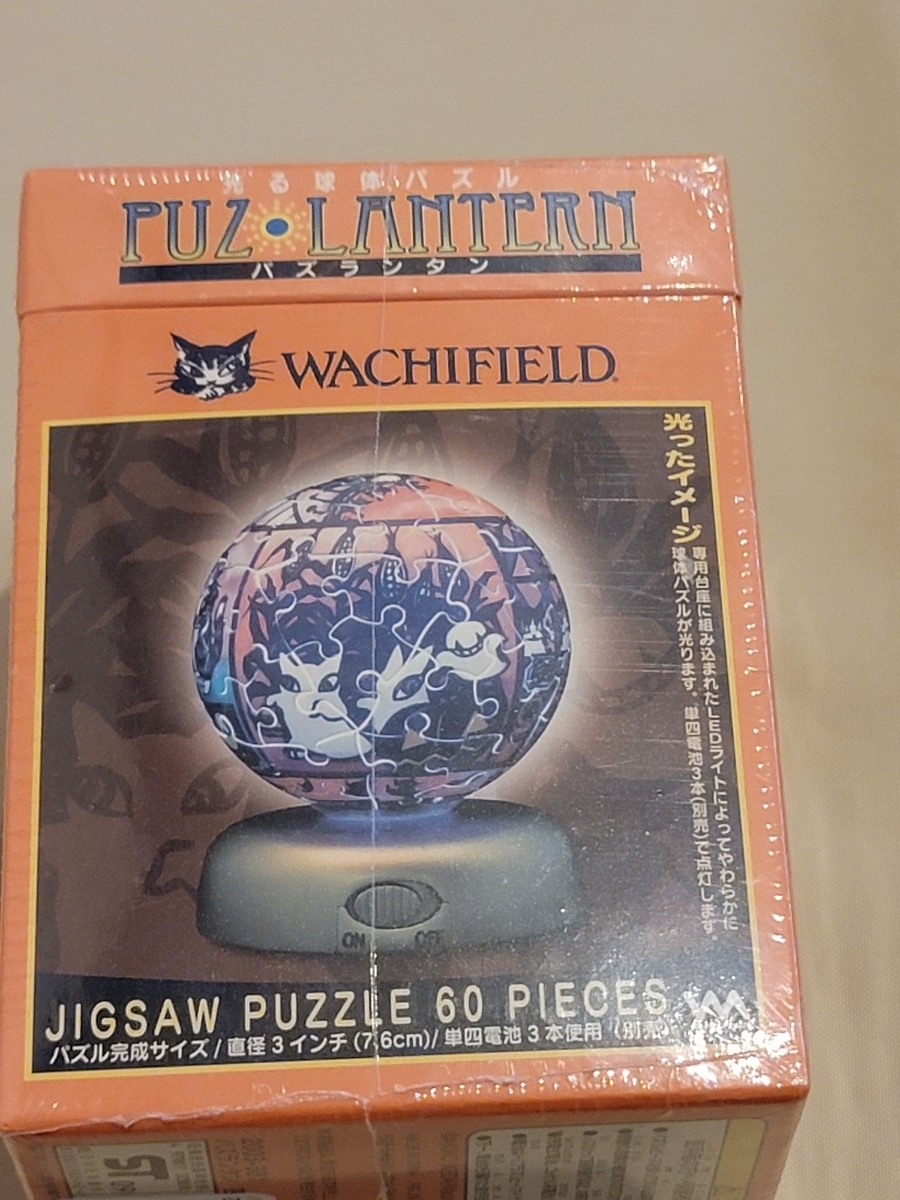 光る球体パズル
PUZ LANTERN
パズランタン
WACHIFIELD
光ったイメージ
専用台座に組み込まれたLEDライトによってやわらかに
球体パズルが光ります。単四電池3本(別売)で点灯します。
ON OFF
JIGSAW PUZZLE 60 PIECES
パズル完成サイズ/直径3インチ(7.6cm)/単四電池3本使用(別売)
ST